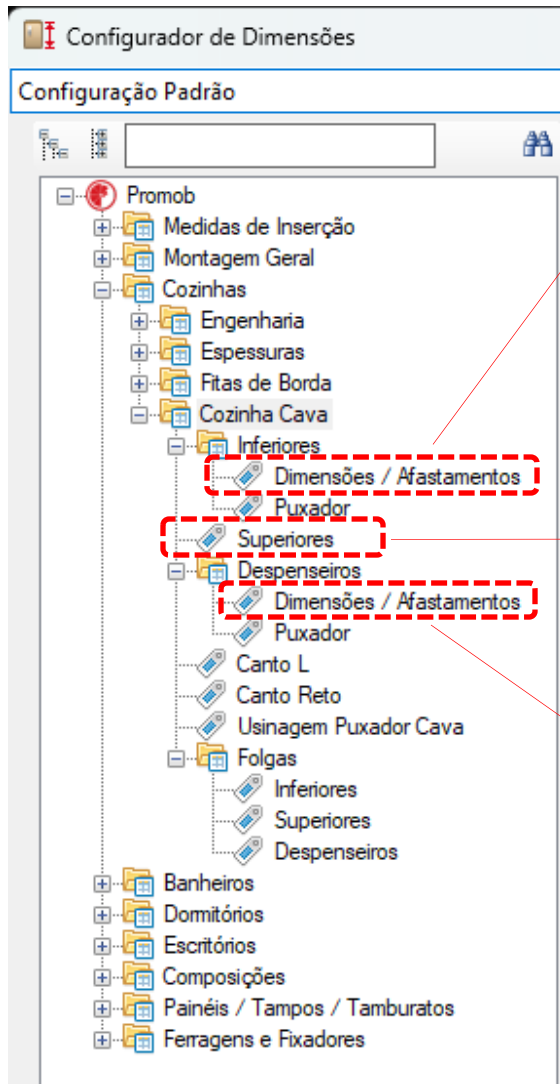 Configurador de Dimensões
Configuração Padrão
Promob
Medidas de Inserção
Montagem Geral
Cozinhas
Engenharia
Espessuras
Fitas de Borda
Cozinha Cava
Inferiores
Dimensões / Afastamentos
Puxador
Superiores
Despenseiros
Dimensões / Afastamentos
Puxador
Canto L
Canto Reto
Usinagem Puxador Cava
Folgas
Inferiores
Superiores
Despenseiros
Banheiros
Dormitórios
Escritórios
Composições
Painéis / Tampos / Tamburatos
Ferragens e Fixadores